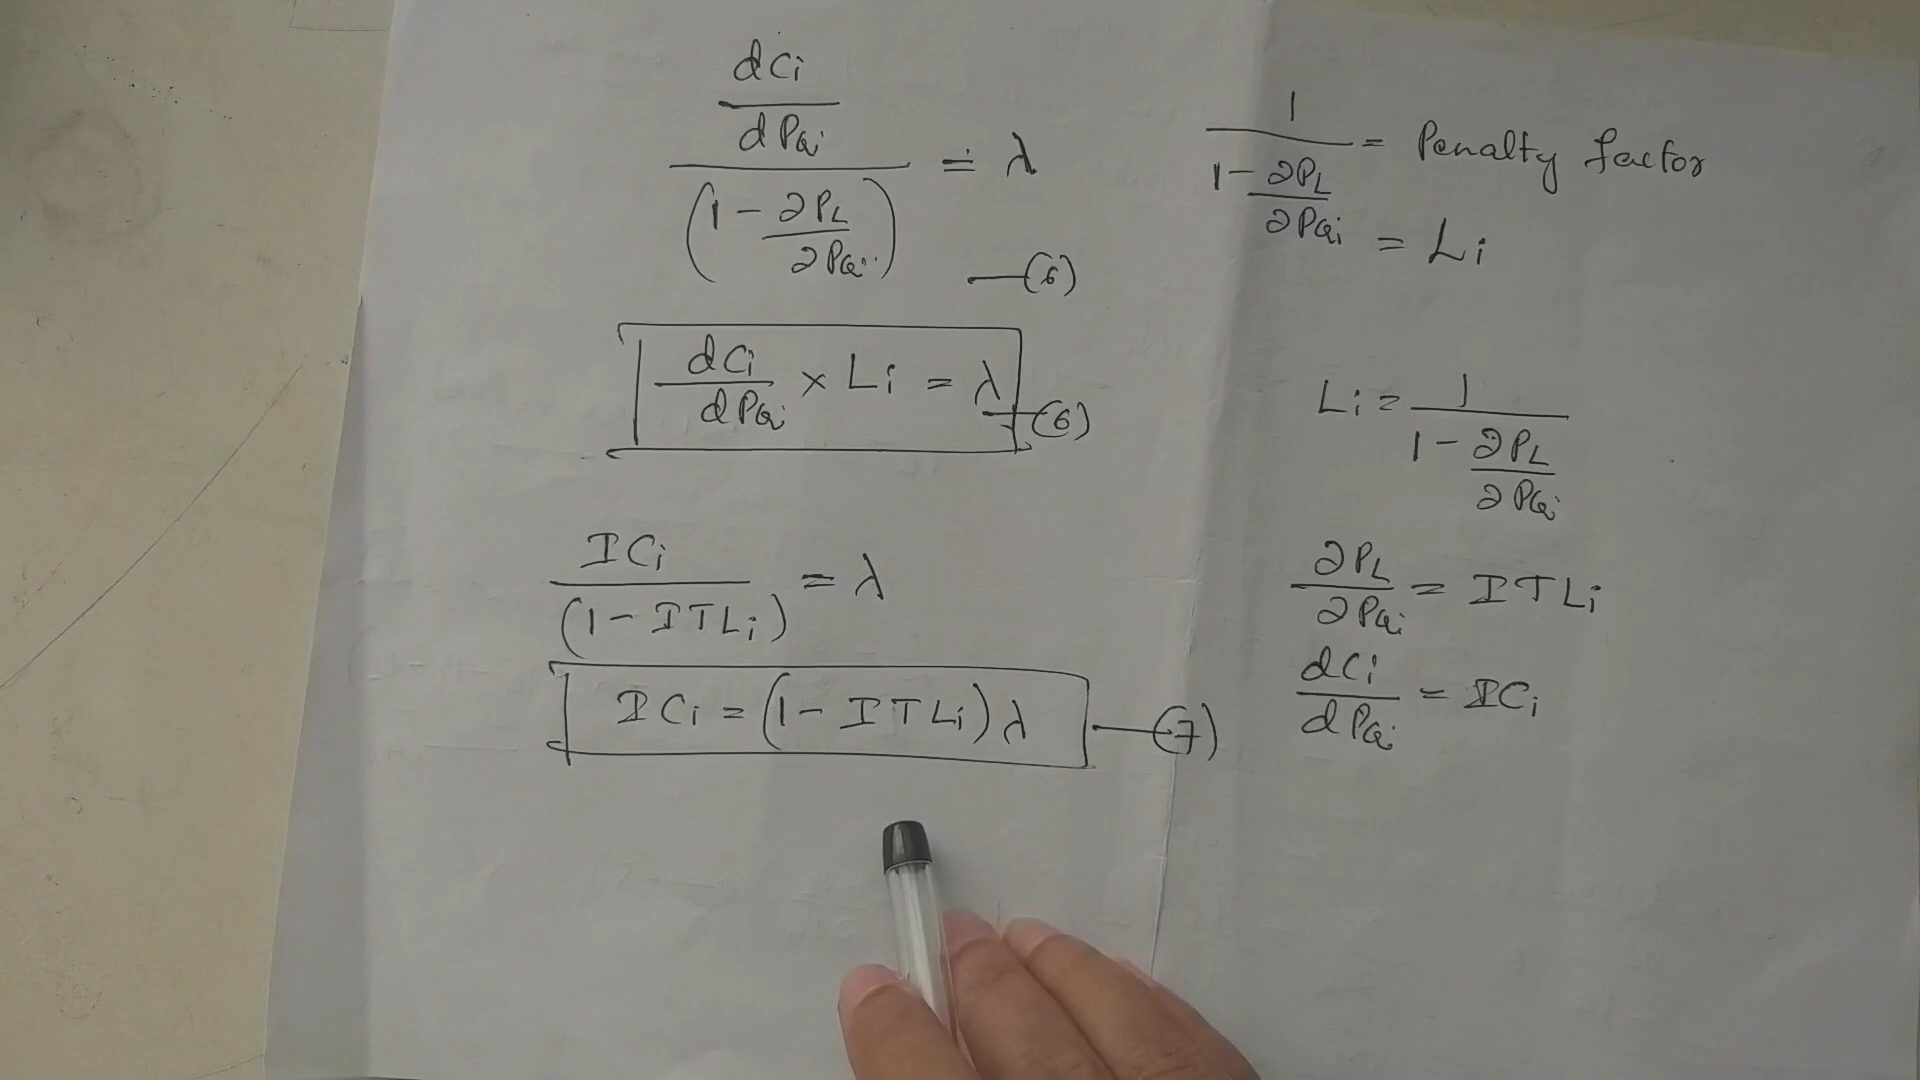 dCi/dPGi / (1 - ∂PL/∂PGi) = λ —(5)
dCi/dPGi × Li = λ —(6)
ICi/(1 - ITLi) = λ
ICi = (1 - ITLi) λ —(7)
1/(1 - ∂PL/∂PGi) = Penalty factor
= Li
Li = 1/(1 - ∂PL/∂PGi)
∂PL/∂PGi = ITLi
dCi/dPGi = ICi